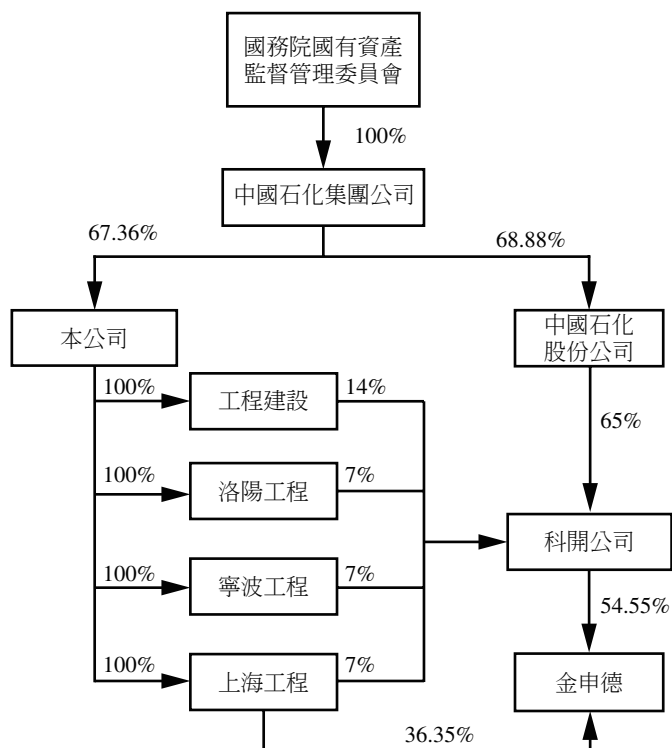 國務院國有資產
監督管理委員會
100%
中國石化集團公司
67.36%
68.88%
本公司
中國石化
股份公司
100%
工程建設
14%
65%
100%
洛陽工程
7%
科開公司
100%
寧波工程
7%
54.55%
100%
上海工程
7%
金申德
36.35%